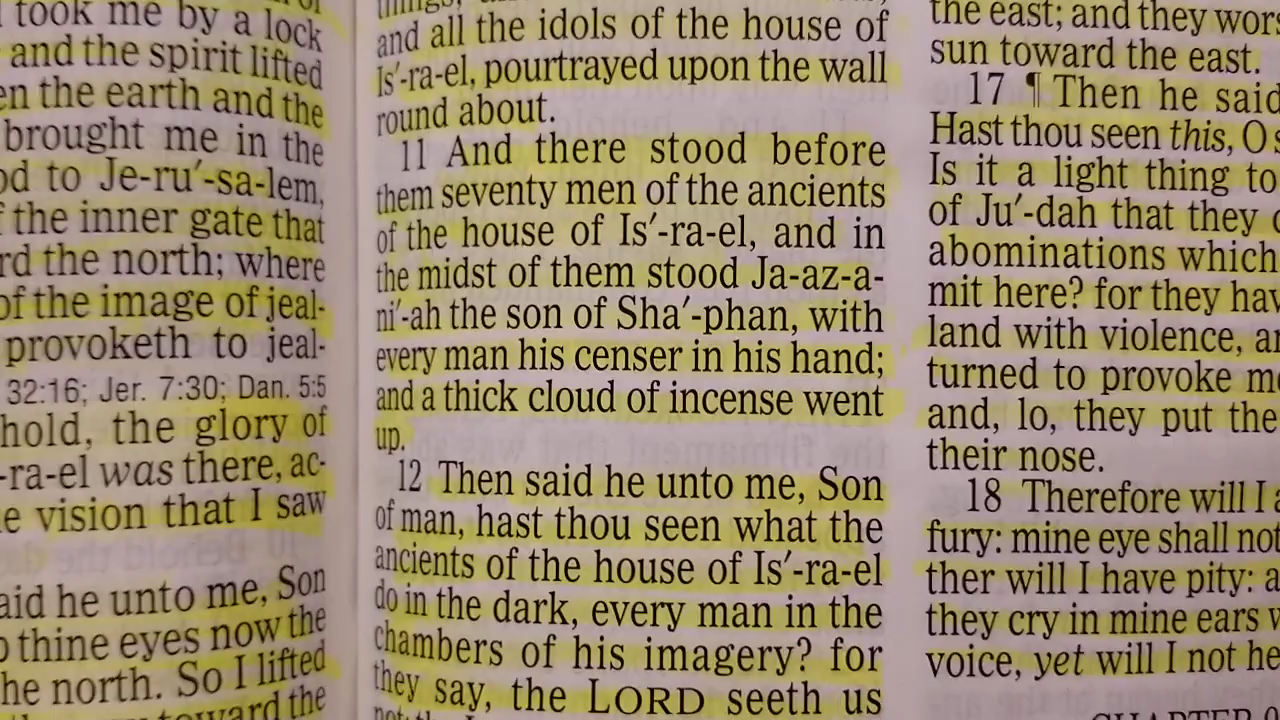 took me by a lock
and the spirit lifted
the earth and the
brought me in the
to Je-ru′-sa-lem,
the inner gate that
the north; where
of the image of jeal-
provoketh to jeal-
32:16; Jer. 7:30; Dan. 5:5
hold, the glory of
-ra-el was there, ac-
vision that I saw
aid he unto me, Son
thine eyes now the
he north. So I lifted
toward the
things,
and all the idols of the house of
Is′-ra-el, pourtrayed upon the wall
round about.
11 And there stood before
them seventy men of the ancients
of the house of Is′-ra-el, and in
the midst of them stood Ja-az-a-
ni′-ah the son of Sha′-phan, with
every man his censer in his hand;
and a thick cloud of incense went
up.
12 Then said he unto me, Son
of man, hast thou seen what the
ancients of the house of Is′-ra-el
do in the dark, every man in the
chambers of his imagery? for
they say, the LORD seeth us
the east; and they wor
sun toward the east.
17 ¶ Then he said
Hast thou seen this, O s
Is it a light thing to
of Ju′-dah that they c
abominations which
mit here? for they hav
land with violence, a
turned to provoke m
and, lo, they put the
their nose.
18 Therefore will I a
fury: mine eye shall not
ther will I have pity: a
they cry in mine ears w
voice, yet will I not he
CHAPTER